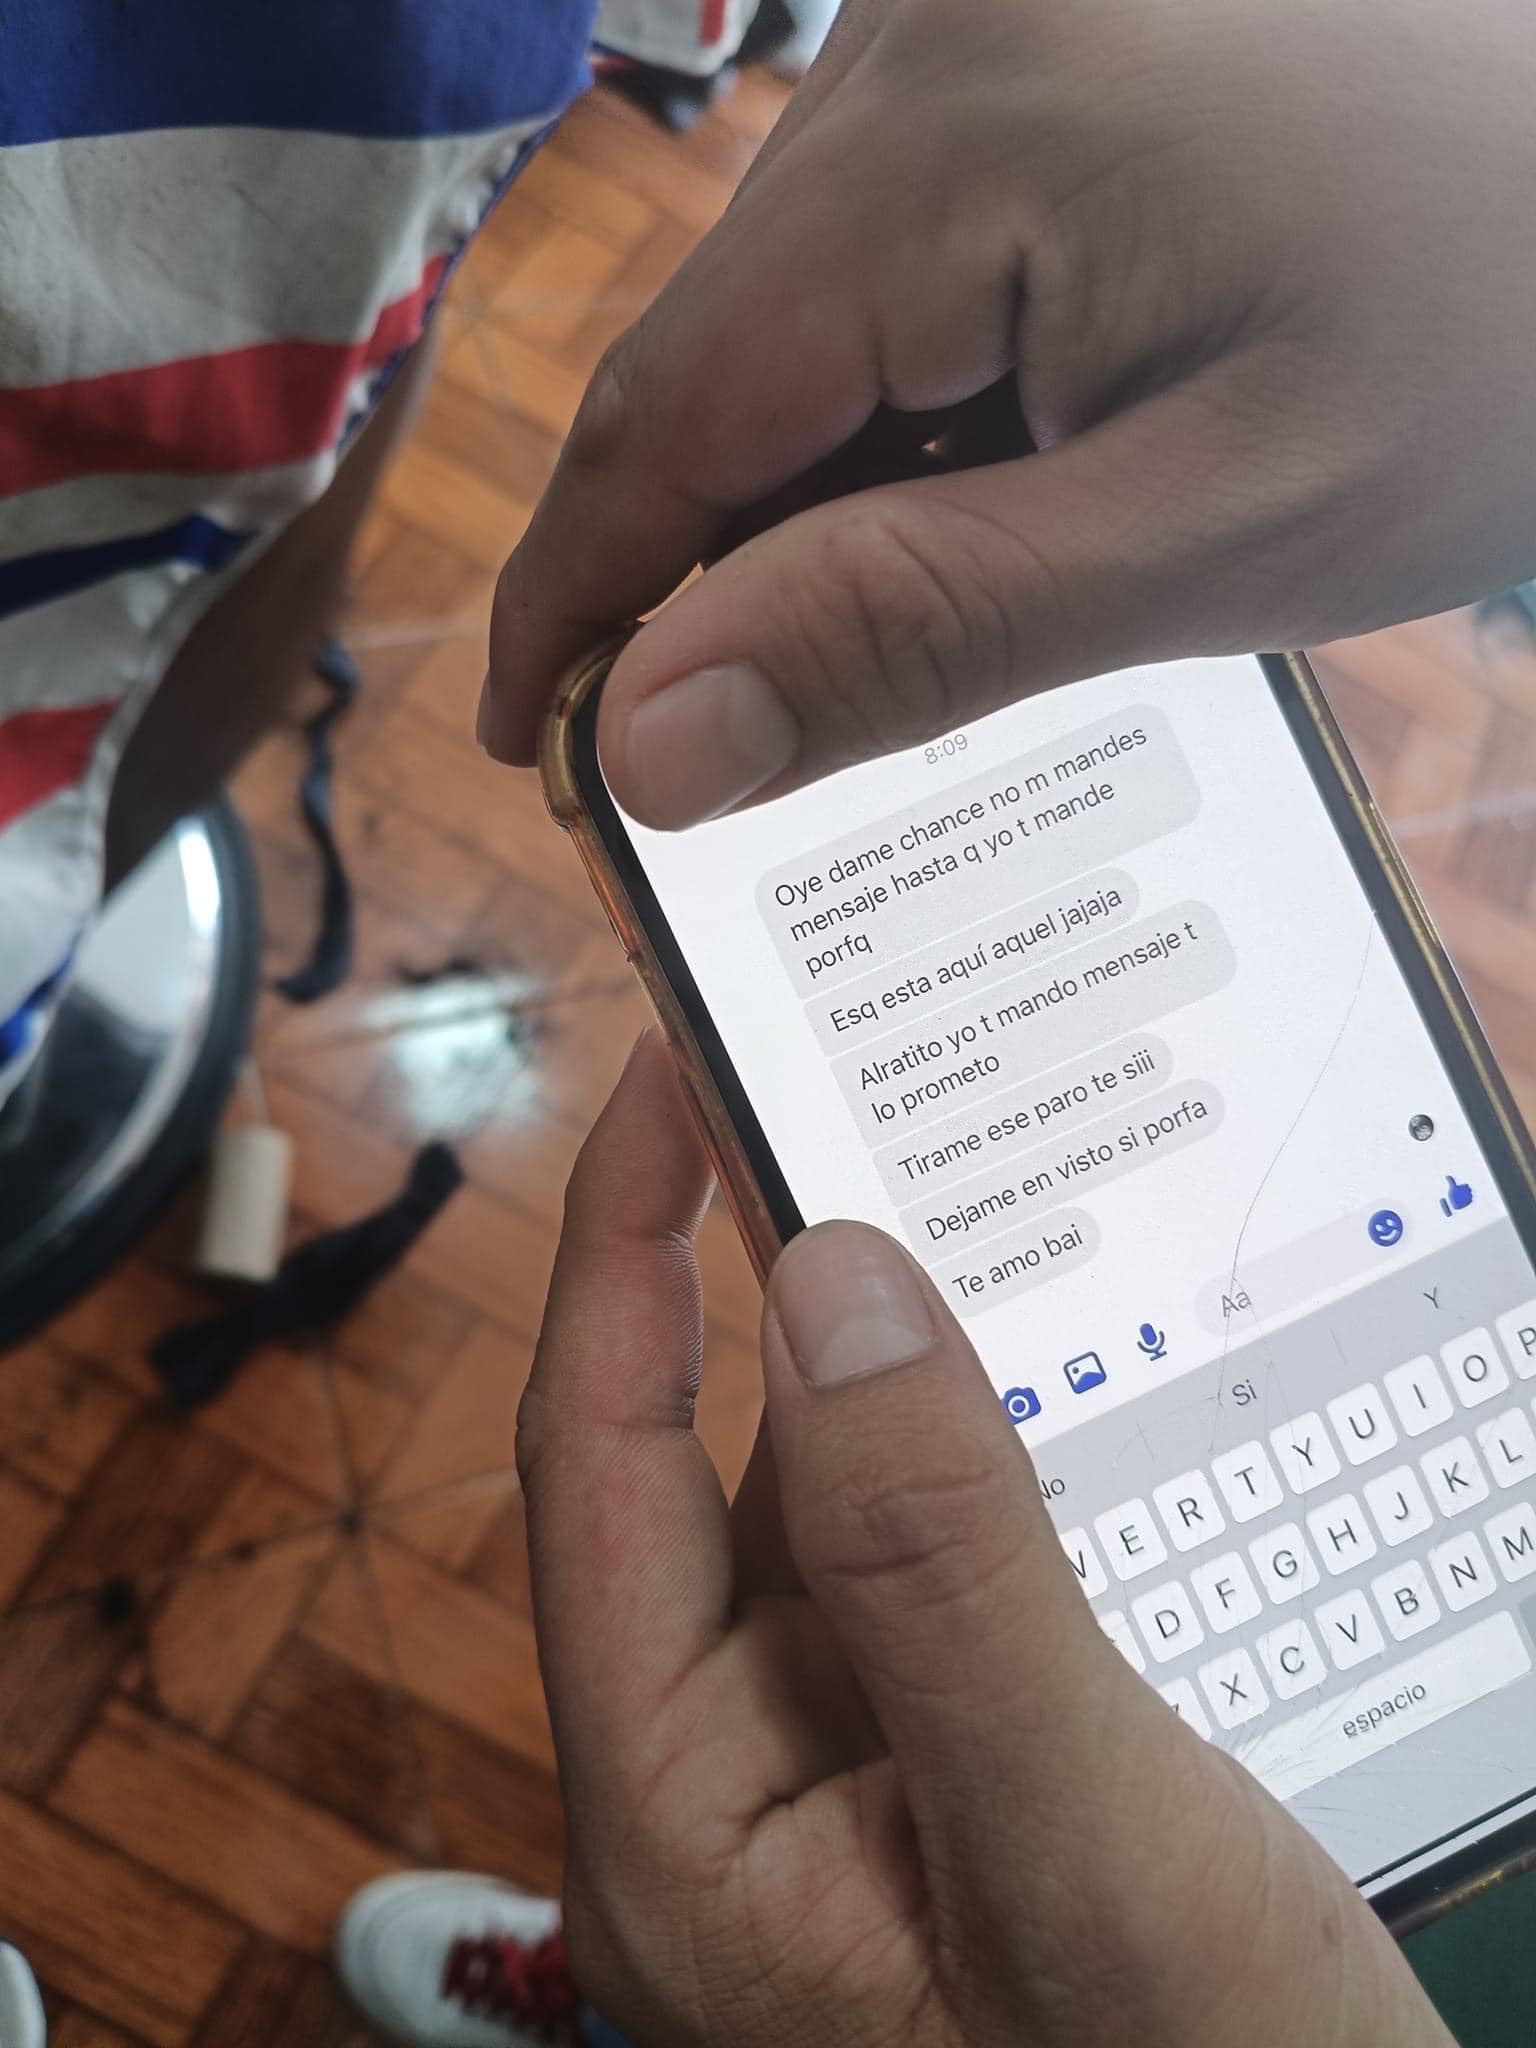 8:09
Oye dame chance no m mandes
mensaje hasta q yo t mande
porfq
Esq esta aquí aquel jajaja
Alratito yo t mando mensaje t
lo prometo
Tirame ese paro te siii
Dejame en visto si porfa
Te amo bai
Aa
No Si Y
E R T Y U I O P
D F G H J K L
X C V B N M
espacio